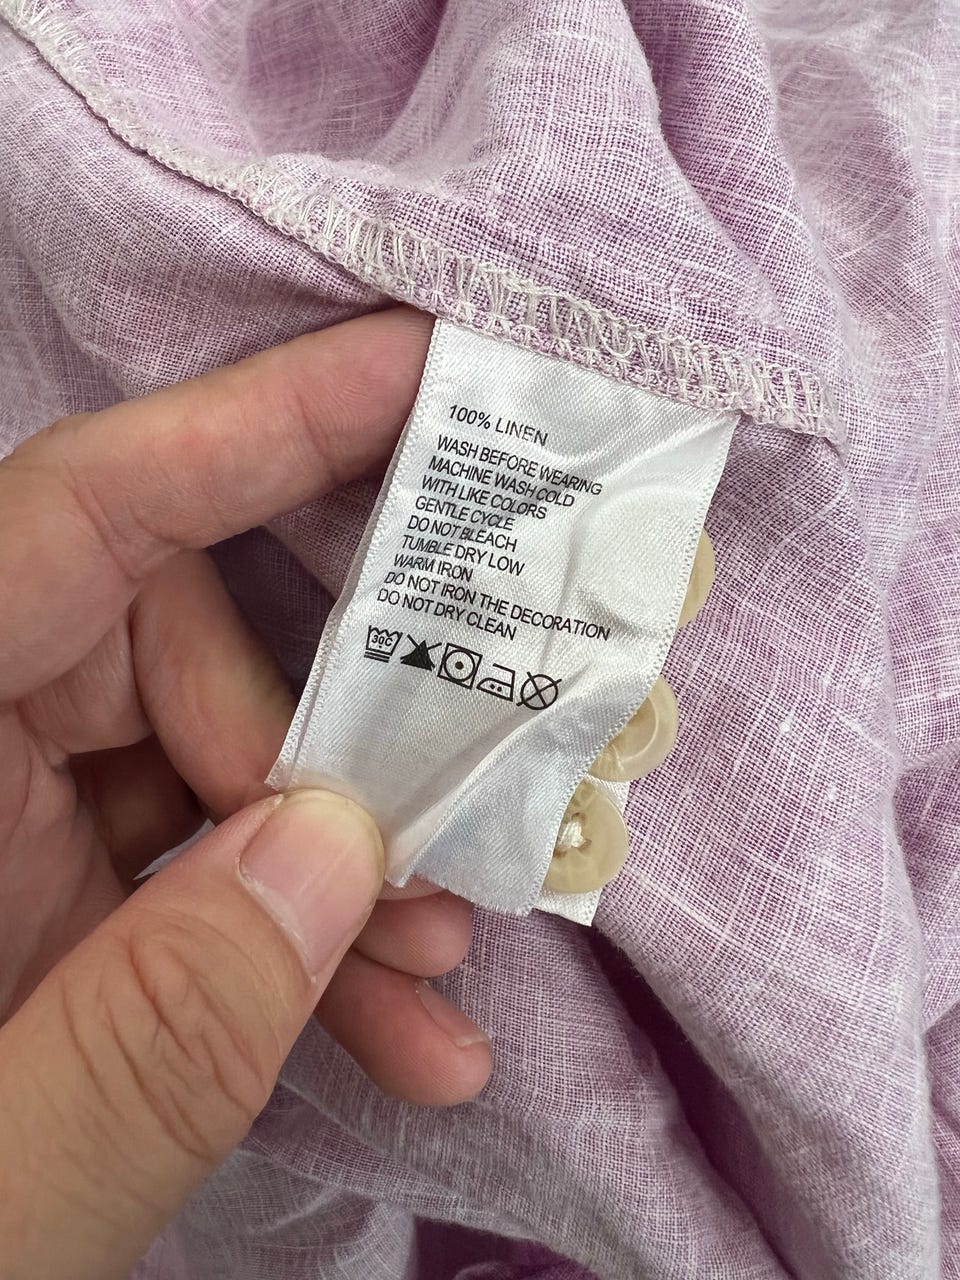 100% LINEN
WASH BEFORE WEARING
MACHINE WASH COLD
WITH LIKE COLORS
GENTLE CYCLE
DO NOT BLEACH
TUMBLE DRY LOW
WARM IRON
DO NOT IRON THE DECORATION
DO NOT DRY CLEAN
30C